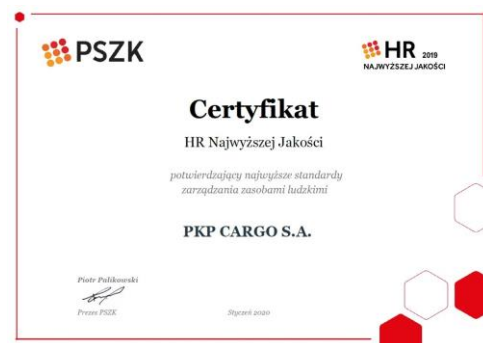 PSZK
HR 2019
NAJWYŻSZEJ JAKOŚCI
Certyfikat
HR Najwyższej Jakości
potwierdzający najwyższe standardy
zarządzania zasobami ludzkimi
PKP CARGO S.A.
Piotr Palikowski
Prezes PSZK
Styczeń 2020